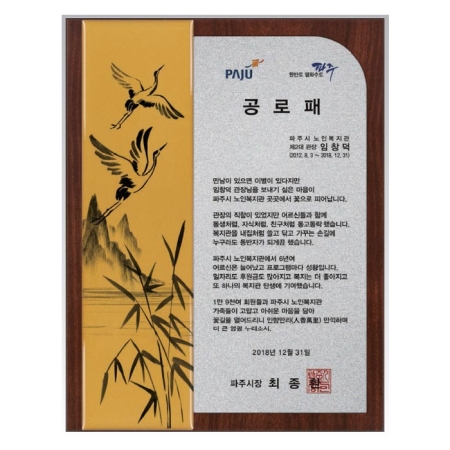 PAJU
한반도 평화수도 파주
공로패
파주시 노인복지관
제2대 관장 임창덕
(2012. 8. 3 ~ 2018. 12. 31)
만남이 있으면 이별이 있다지만
임창덕 관장님을 보내기 싫은 마음이
파주시 노인복지관 곳곳에서 꽃으로 피어납니다.
관장의 직함이 있었지만 어르신들과 함께
동생처럼, 자식처럼, 친구처럼 동고동락 했습니다.
복지관을 내집처럼 쓸고 닦고 가꾸는 손길에
누구라도 동반자가 되게끔 했습니다.
파주시 노인복지관에서 6년여
어르신은 늘어났고 프로그램마다 성황입니다.
일자리도 후원금도 많아지고 복지는 더 좋아지고
또 하나의 복지관 탄생에 기여했습니다.
1만 9천여 회원들과 파주시 노인복지관
가족들이 고맙고 아쉬운 마음을 담아
꽃길을 열어드리니 인향만리(人香萬里) 만끽하며
더 큰 영광 누리소서.
2018년 12월 31일
파주시장 최종환